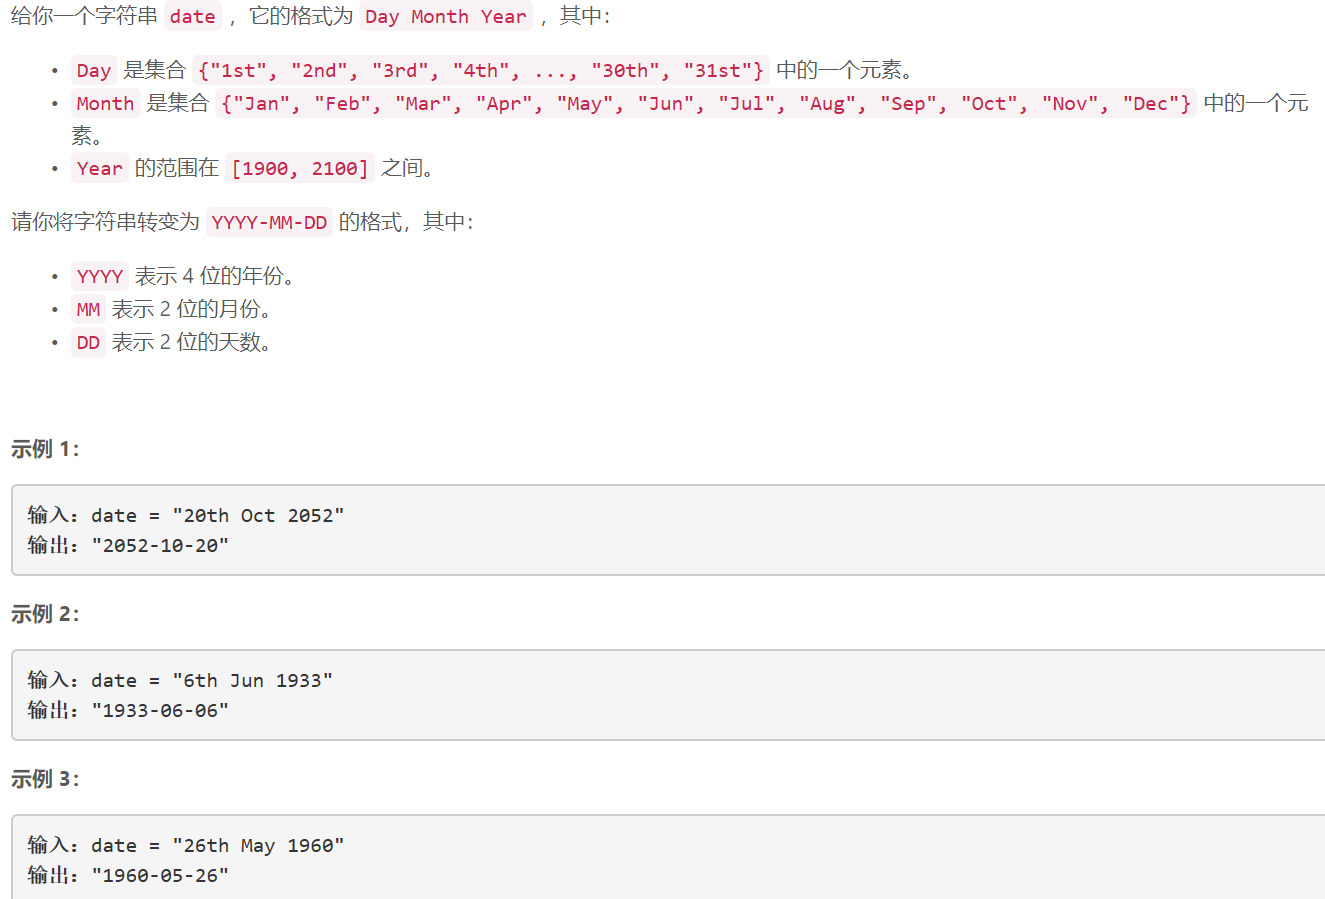 给你一个字符串 date ，它的格式为 Day Month Year ，其中：
• Day 是集合 {"1st", "2nd", "3rd", "4th", ..., "30th", "31st"} 中的一个元素。
• Month 是集合 {"Jan", "Feb", "Mar", "Apr", "May", "Jun", "Jul", "Aug", "Sep", "Oct", "Nov", "Dec"} 中的一个元
素。
• Year 的范围在 [1900, 2100] 之间。
请你将字符串转变为 YYYY-MM-DD 的格式，其中：
• YYYY 表示 4 位的年份。
• MM 表示 2 位的月份。
• DD 表示 2 位的天数。
示例 1：
输入：date = "20th Oct 2052"
输出："2052-10-20"
示例 2：
输入：date = "6th Jun 1933"
输出："1933-06-06"
示例 3：
输入：date = "26th May 1960"
输出："1960-05-26"